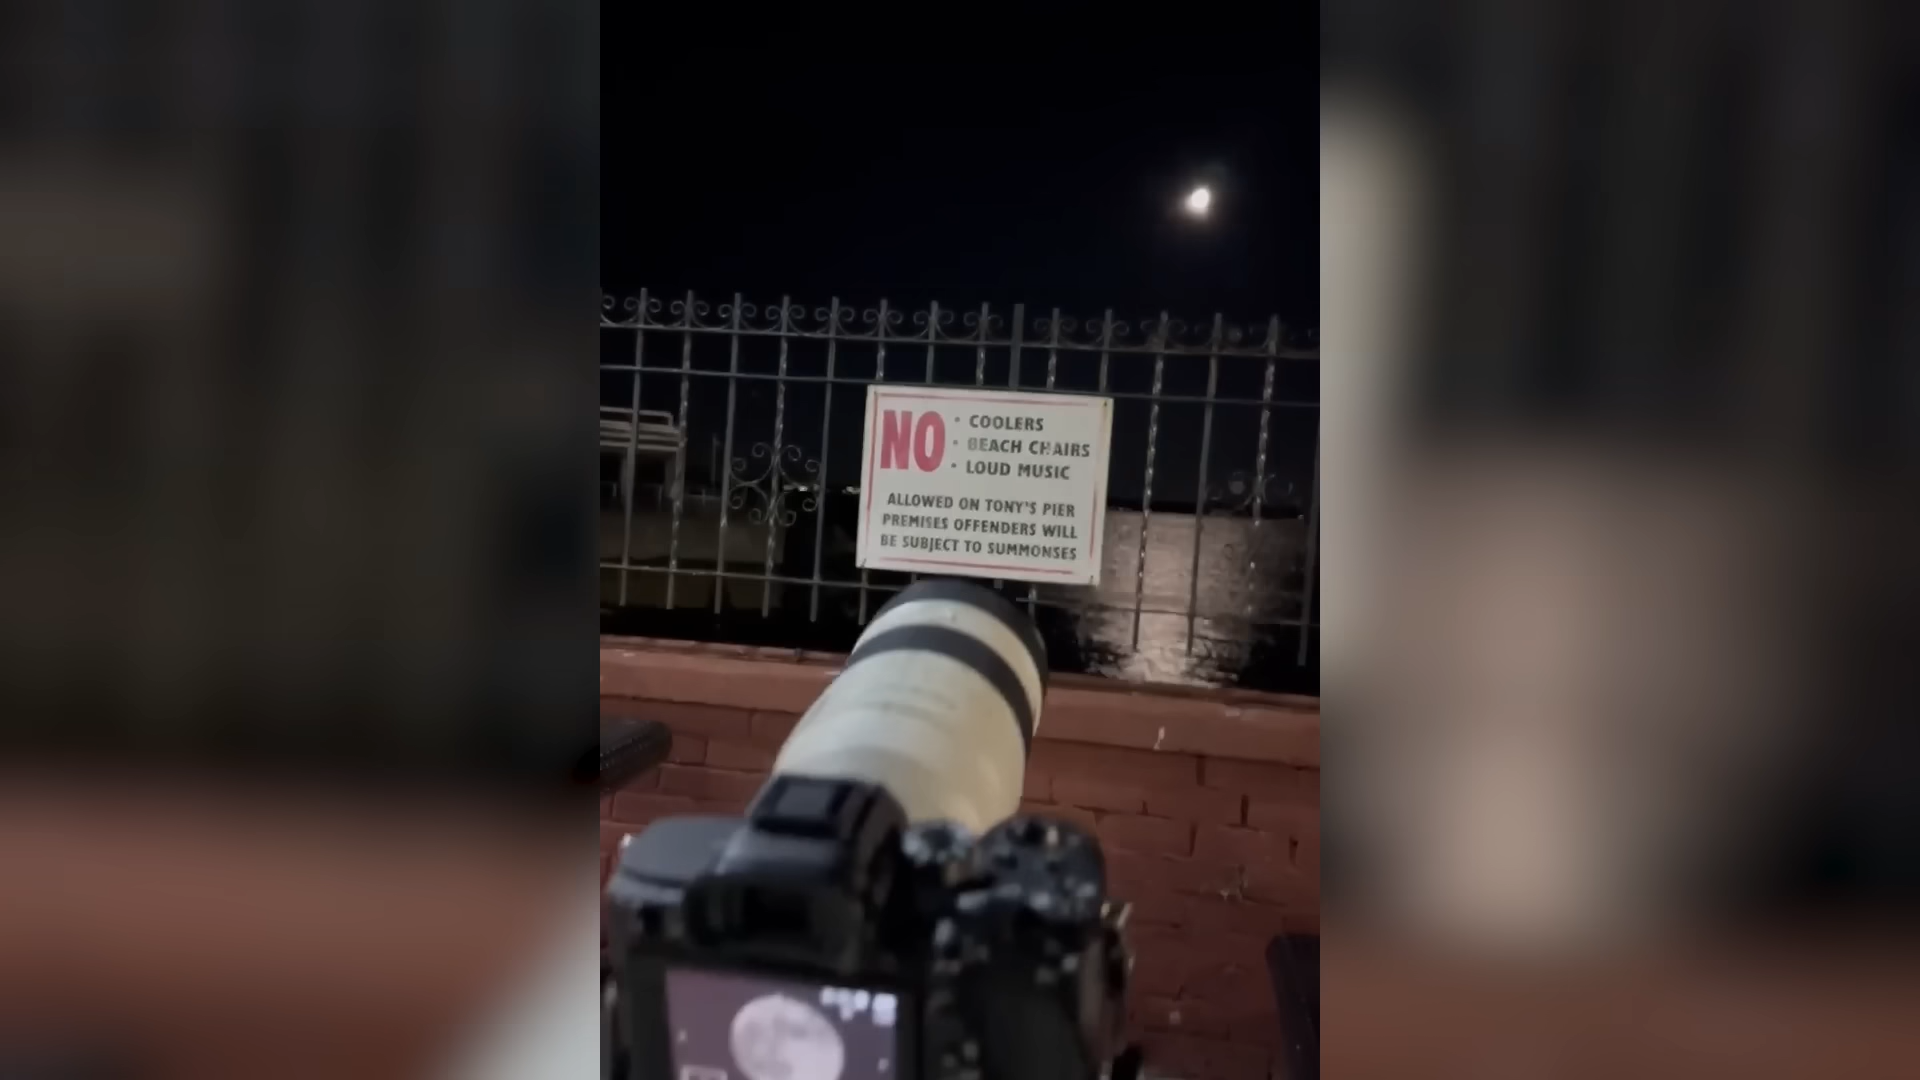 NO
· COOLERS
· BEACH CHAIRS
· LOUD MUSIC
ALLOWED ON TONY'S PIER
PREMISES OFFENDERS WILL
BE SUBJECT TO SUMMONSES